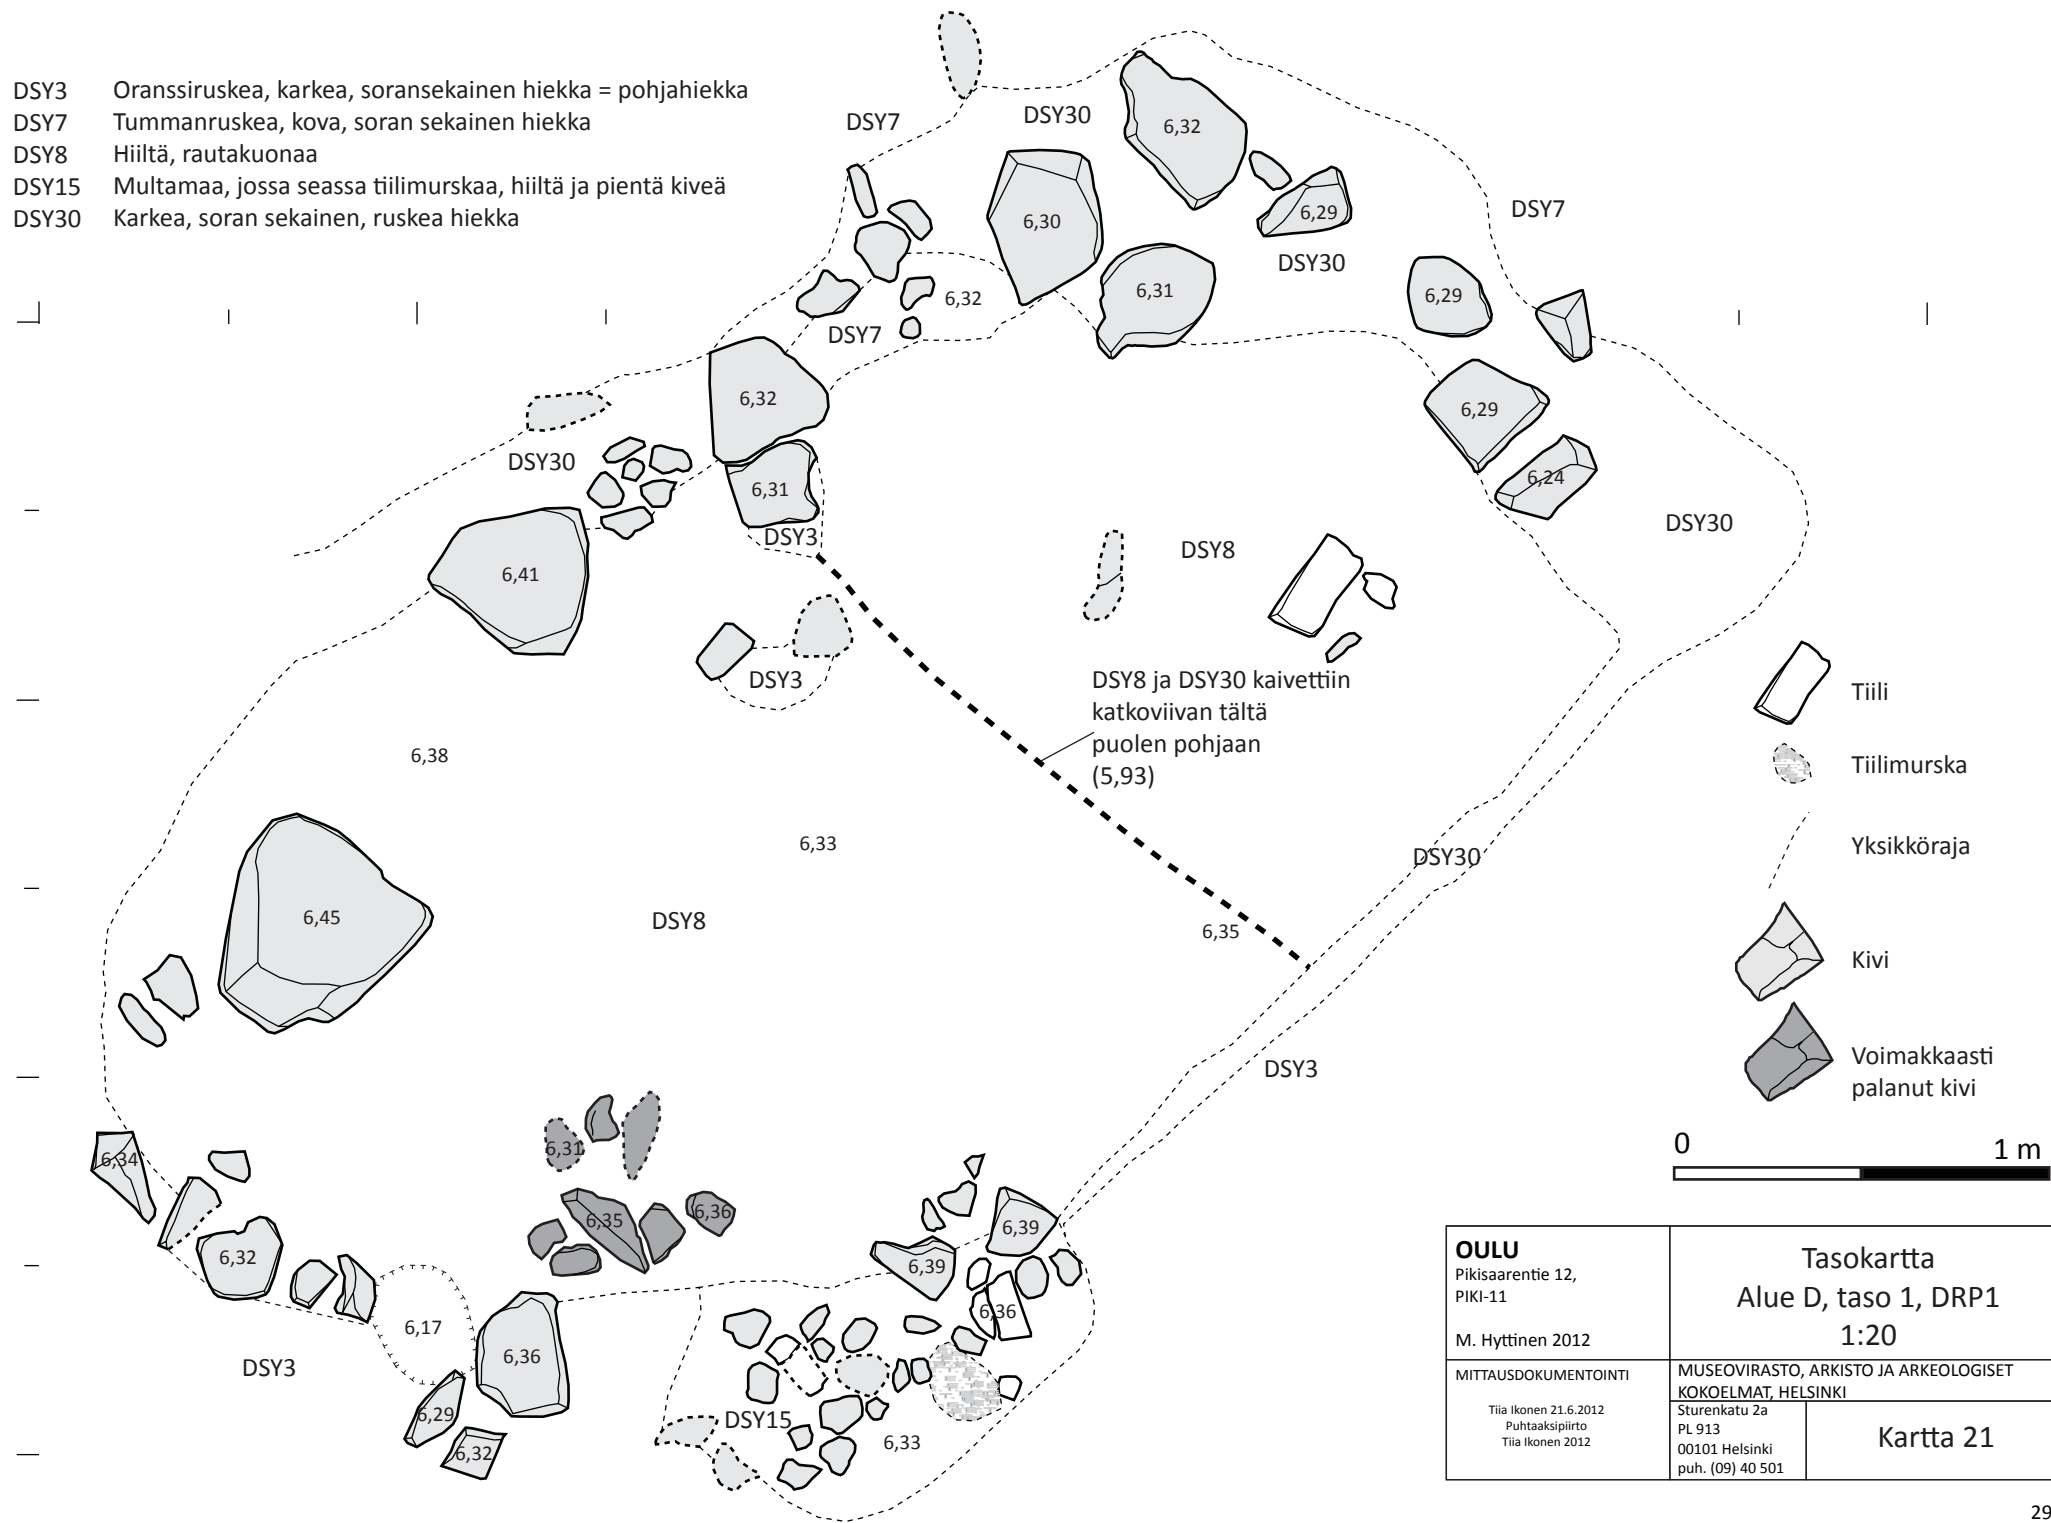 DSY3 Oranssiruskea, karkea, soransekainen hiekka = pohjahiekka
DSY7 Tummanruskea, kova, soran sekainen hiekka
DSY8 Hiiltä, rautakuonaa
DSY15 Multamaa, jossa seassa tiilimurskaa, hiiltä ja pientä kiveä
DSY30 Karkea, soran sekainen, ruskea hiekka
DSY7
DSY30
6,32
6,30
6,29
DSY7
DSY30
6,31
6,32
6,29
DSY7
6,32
6,29
DSY30
6,31
6,24
DSY30
DSY3
DSY8
6,41
DSY3
DSY8 ja DSY30 kaivettiin
katkoviivan tältä
puolen pohjaan
(5,93)
6,38
6,33
DSY30
6,45
DSY8
6,35
DSY3
6,34
6,31
6,35
6,36
6,39
6,32
6,39
6,36
6,17
6,36
DSY3
6,29
6,32
DSY15
6,33
Tiili
Tiilimurska
Yksikköraja
Kivi
Voimakkaasti
palanut kivi
0 1 m
OULU
Pikisaarentie 12,
PIKI-11
M. Hyttinen 2012
Tasokartta
Alue D, taso 1, DRP1
1:20
MITTAUSDOKUMENTOINTI
Tiia Ikonen 21.6.2012
Puhtaaksipiirto
Tiia Ikonen 2012
MUSEOVIRASTO, ARKISTO JA ARKEOLOGISET
KOKOELMAT, HELSINKI
Sturenkatu 2a
PL 913
00101 Helsinki
puh. (09) 40 501
Kartta 21
29